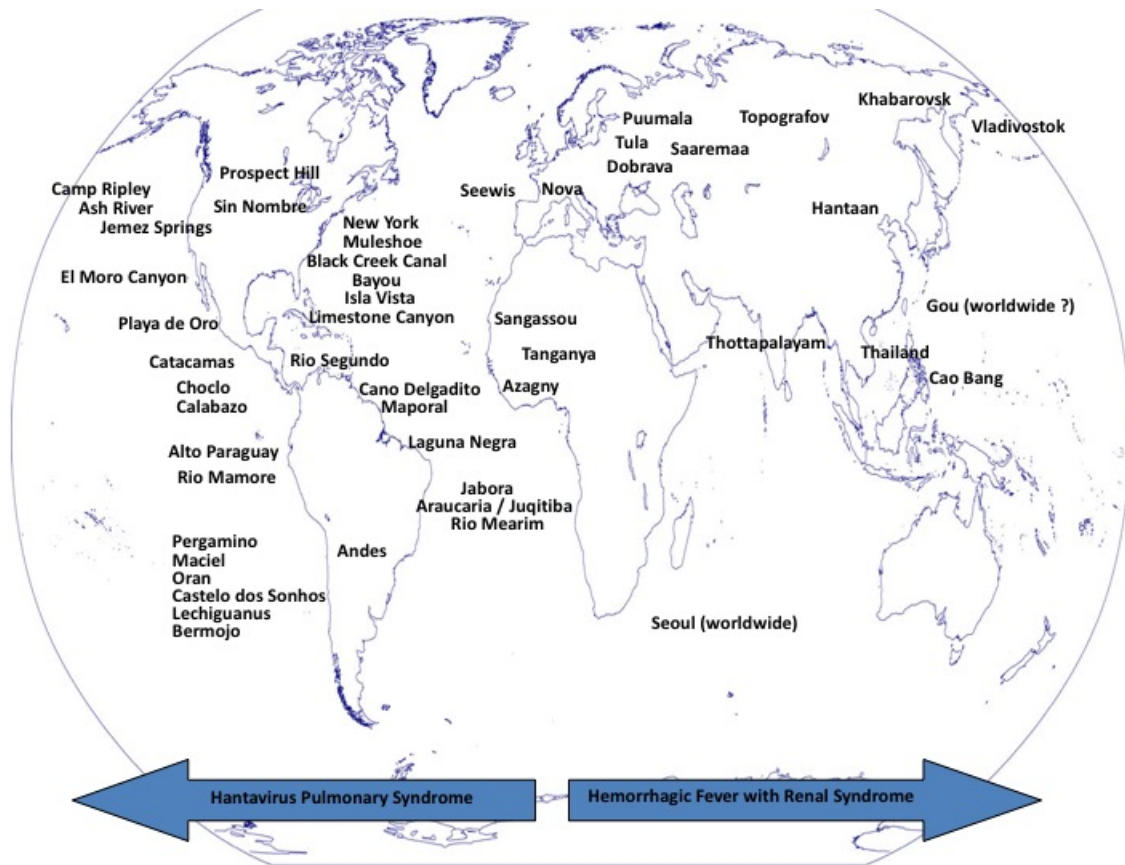 Khabarovsk
Puumala
Topografov
Vladivostok
Tula
Saaremaa
Dobrava
Prospect Hill
Camp Ripley
Seewis
Nova
Ash River
Sin Nombre
Hantaan
Jemez Springs
New York
Muleshoe
Black Creek Canal
El Moro Canyon
Bayou
Isla Vista
Limestone Canyon
Gou (worldwide ?)
Playa de Oro
Sangassou
Thottapalayam
Thailand
Tanganya
Catacamas
Rio Segundo
Cao Bang
Choclo
Cano Delgadito
Azagny
Calabazo
Maporal
Laguna Negra
Alto Paraguay
Rio Mamore
Jabora
Araucaria / Juqitiba
Rio Mearim
Pergamino
Andes
Maciel
Oran
Castelo dos Sonhos
Lechiguanus
Bermojo
Seoul (worldwide)
Hantavirus Pulmonary Syndrome
Hemorrhagic Fever with Renal Syndrome